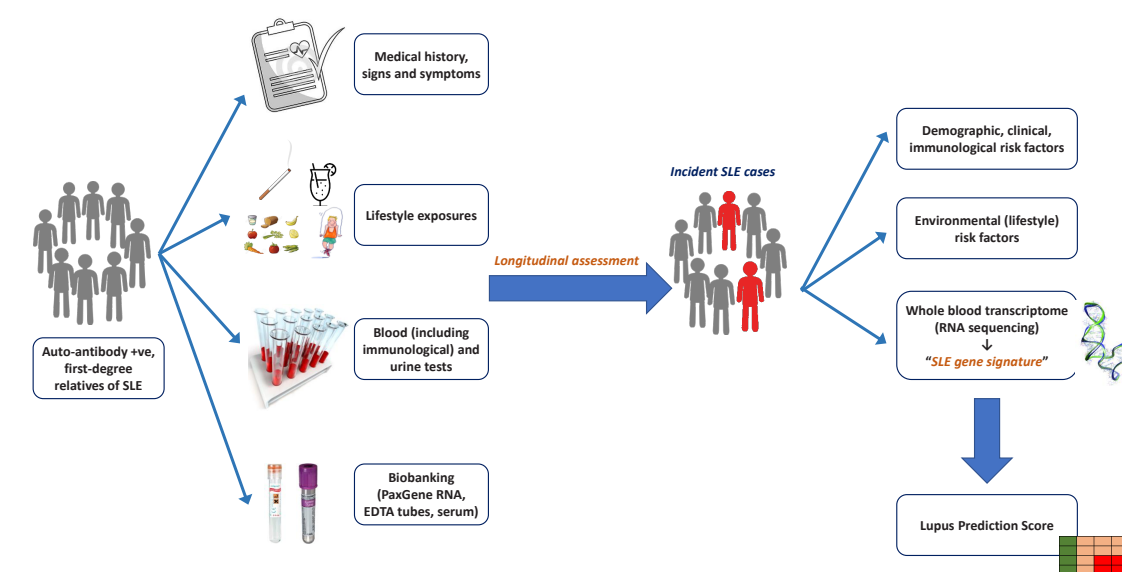 Medical history,
signs and symptoms
Lifestyle exposures
Blood (including
immunological) and
urine tests
Biobanking
(PaxGene RNA,
EDTA tubes, serum)
Auto-antibody +ve,
first-degree
relatives of SLE
Longitudinal assessment
Incident SLE cases
Demographic, clinical,
immunological risk factors
Environmental (lifestyle)
risk factors
Whole blood transcriptome
(RNA sequencing)
↓
“SLE gene signature”
Lupus Prediction Score